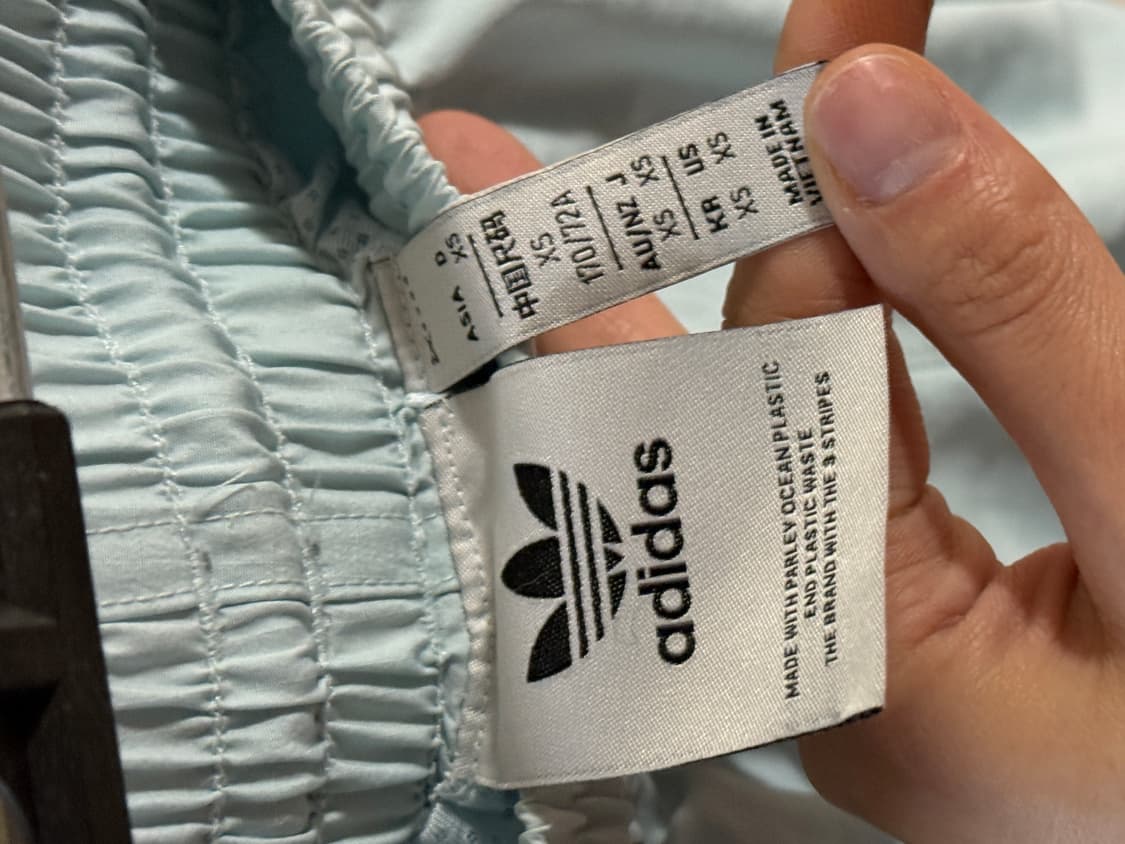 ASIA D
XS
中国尺码
XS
170/72A
AU/NZ J
XS XS
KR US
XS XS
MADE IN
VIETNAM
adidas
MADE WITH PARLEY OCEAN PLASTIC
END PLASTIC WASTE
THE BRAND WITH THE 3 STRIPES